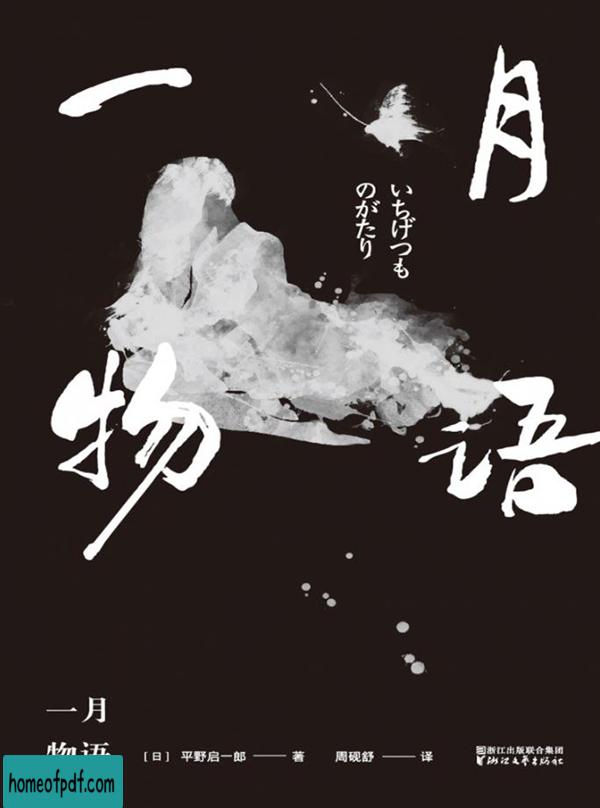 一月
いちげつも
のがたり
物语
一月
物语
[日] 平野启一郎 —— 著
周砚舒 —— 译
浙江出版联合集团
浙江文艺出版社
homeofpdf.com